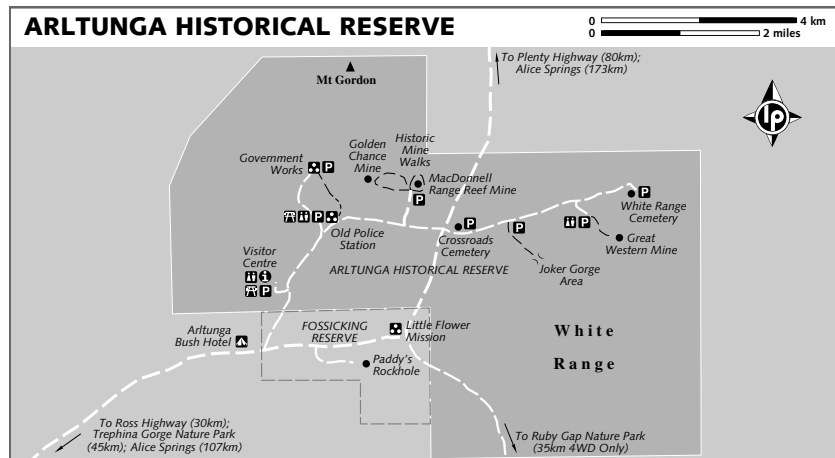 ARLTUNGA HISTORICAL RESERVE
0 4 km
0 2 miles
To Plenty Highway (80km);
Alice Springs (173km)
Mt Gordon
lp
Government
Works
P
Golden
Chance
Mine
Historic
Mine
Walks
MacDonnell
Range Reef Mine
P
P
White Range
Cemetery
P
Old Police
Station
P
Crossroads
Cemetery
P
P
Great
Western Mine
Visitor
Centre
i
P
ARLTUNGA HISTORICAL RESERVE
Joker Gorge
Area
Arltunga
Bush Hotel
FOSSICKING
RESERVE
Little Flower
Mission
White
Range
Paddy's
Rockhole
To Ross Highway (30km);
Trephina Gorge Nature Park
(45km); Alice Springs (107km)
To Ruby Gap Nature Park
(35km 4WD Only)